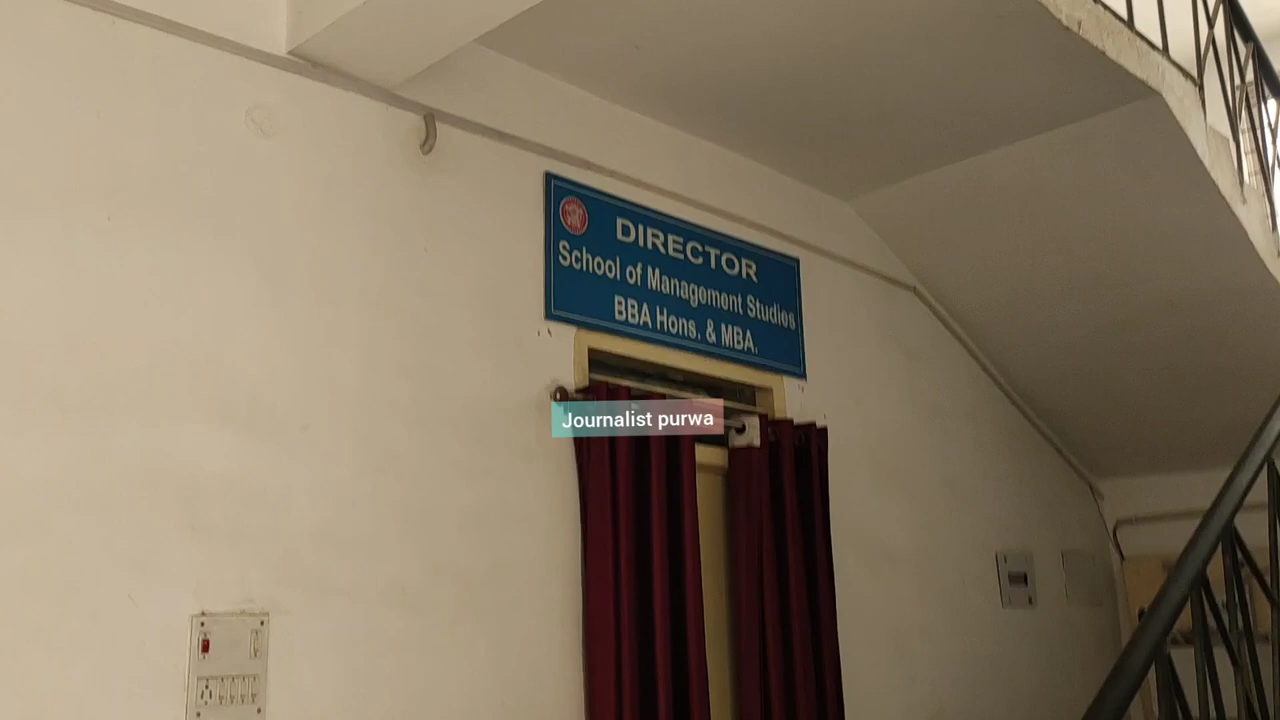 DIRECTOR
School of Management Studies
BBA Hons. & MBA.
Journalist purwa